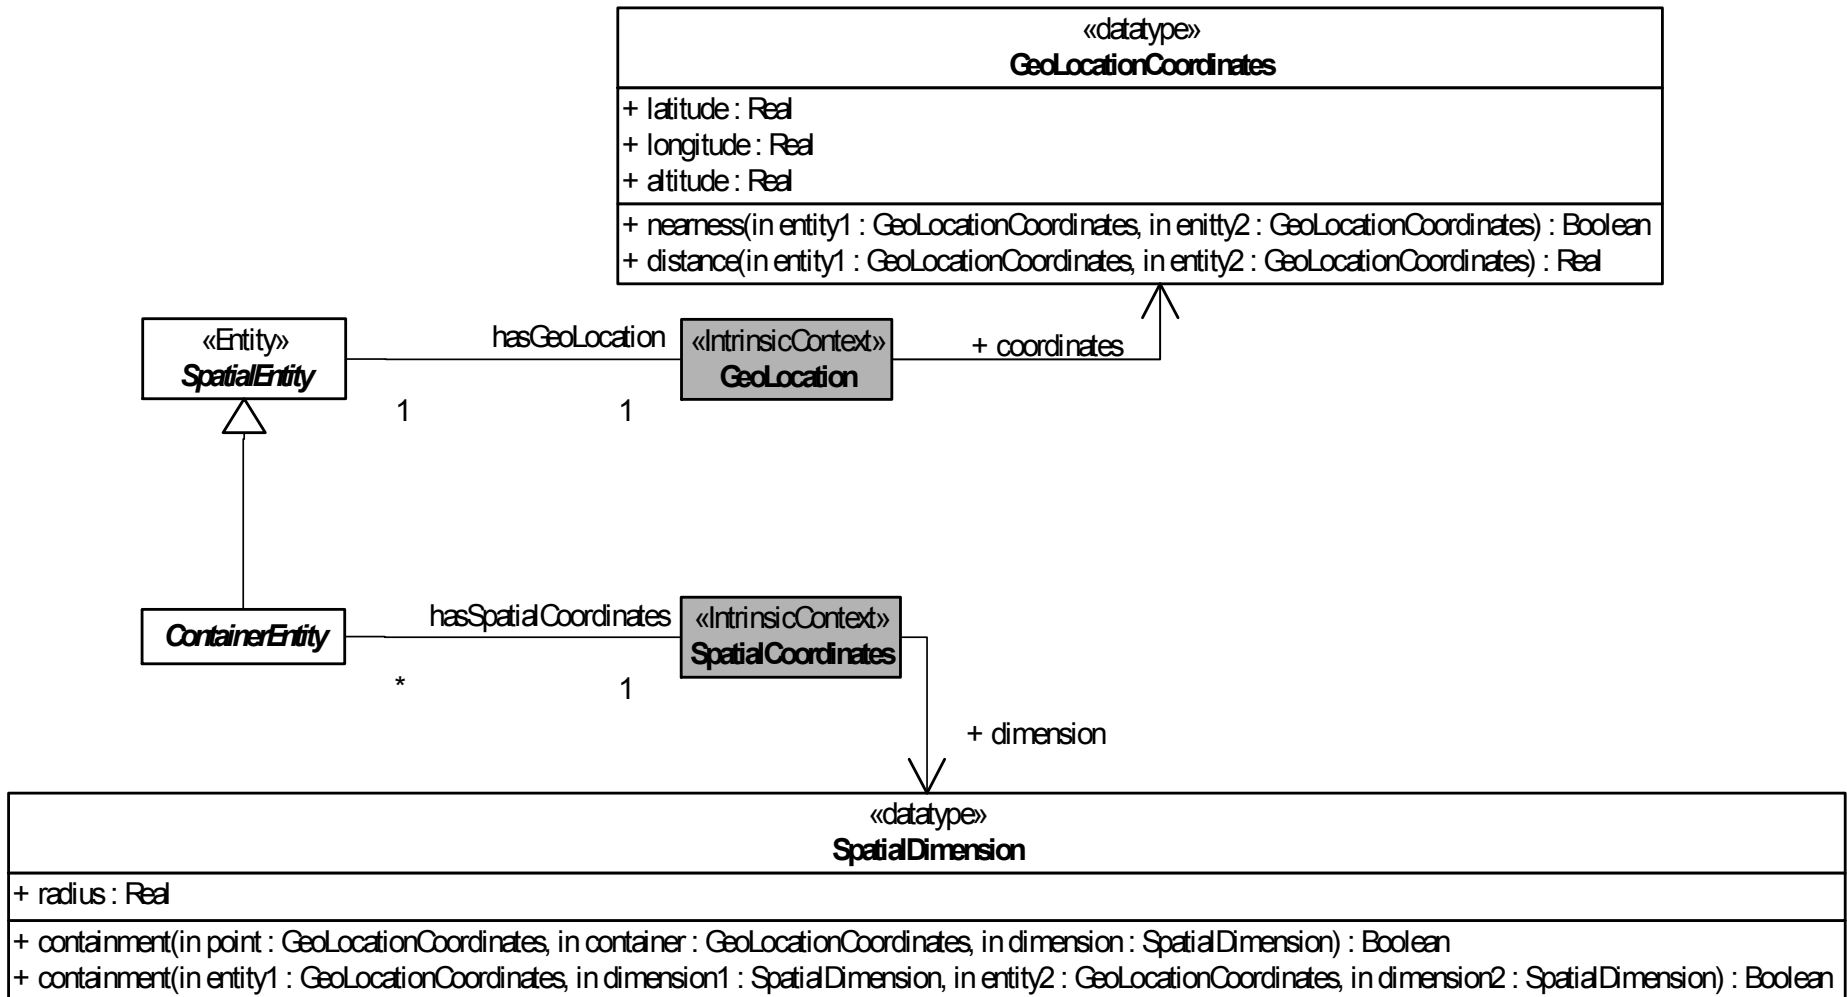 «datatype»
GeoLocationCoordinates
+ latitude : Real
+ longitude : Real
+ altitude : Real
+ nearness(in entity1 : GeoLocationCoordinates, in enitty2 : GeoLocationCoordinates) : Boolean
+ distance(in entity1 : GeoLocationCoordinates, in entity2 : GeoLocationCoordinates) : Real
«Entity»
SpatialEntity
hasGeoLocation
«IntrinsicContext»
GeoLocation
+ coordinates
1
1
ContainerEntity
hasSpatialCoordinates
«IntrinsicContext»
SpatialCoordinates
*
1
+ dimension
«datatype»
SpatialDimension
+ radius : Real
+ containment(in point : GeoLocationCoordinates, in container : GeoLocationCoordinates, in dimension : SpatialDimension) : Boolean
+ containment(in entity1 : GeoLocationCoordinates, in dimension1 : SpatialDimension, in entity2 : GeoLocationCoordinates, in dimension2 : SpatialDimension) : Boolean